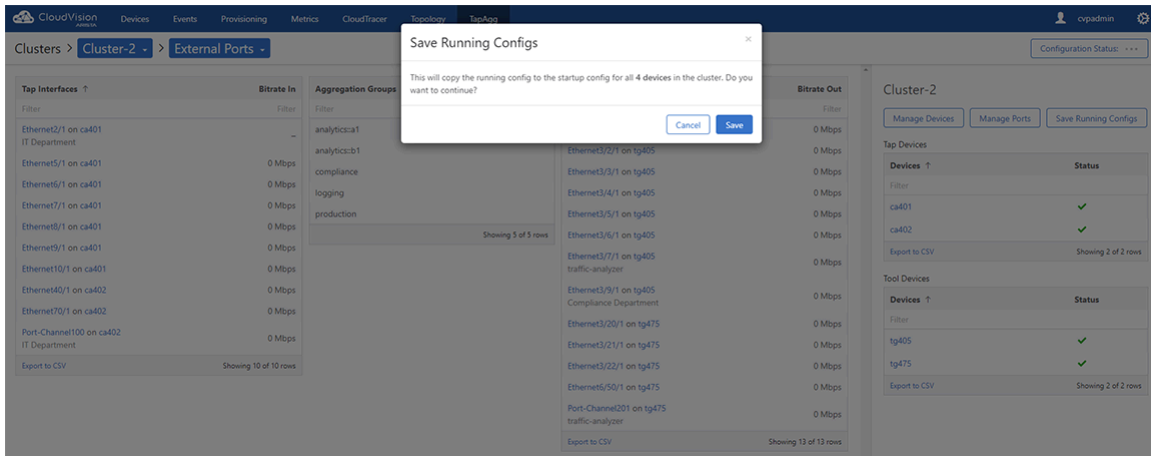 CloudVision Devices Events Provisioning Metrics CloudTracer Topology TapAgg cvpadmin
ARISTA
Clusters > Cluster-2 > External Ports Configuration Status: ···
Save Running Configs ×
This will copy the running config to the startup config for all 4 devices in the cluster. Do you
want to continue?
Cancel Save
Tap Interfaces ↑ Bitrate In
Filter Filter
Ethernet2/1 on ca401 –
IT Department
Ethernet5/1 on ca401 0 Mbps
Ethernet6/1 on ca401 0 Mbps
Ethernet7/1 on ca401 0 Mbps
Ethernet8/1 on ca401 0 Mbps
Ethernet9/1 on ca401 0 Mbps
Ethernet10/1 on ca401 0 Mbps
Ethernet40/1 on ca402 0 Mbps
Ethernet70/1 on ca402 0 Mbps
Port-Channel100 on ca402 0 Mbps
IT Department
Export to CSV Showing 10 of 10 rows
Aggregation Groups
Filter
analytics::a1
analytics::b1
compliance
logging
production
Showing 5 of 5 rows
Bitrate Out
Filter
0 Mbps
Ethernet3/2/1 on tg405 0 Mbps
Ethernet3/3/1 on tg405 0 Mbps
Ethernet3/4/1 on tg405 0 Mbps
Ethernet3/5/1 on tg405 0 Mbps
Ethernet3/6/1 on tg405 0 Mbps
Ethernet3/7/1 on tg405 0 Mbps
traffic-analyzer
Ethernet3/9/1 on tg405 0 Mbps
Compliance Department
Ethernet3/20/1 on tg475 0 Mbps
Ethernet3/21/1 on tg475 0 Mbps
Ethernet3/22/1 on tg475 0 Mbps
Ethernet6/50/1 on tg475 0 Mbps
Port-Channel201 on tg475 0 Mbps
traffic-analyzer
Export to CSV Showing 13 of 13 rows
Cluster-2
Manage Devices Manage Ports Save Running Configs
Tap Devices
Devices ↑ Status
Filter
ca401 ✔
ca402 ✔
Export to CSV Showing 2 of 2 rows
Tool Devices
Devices ↑ Status
Filter
tg405 ✔
tg475 ✔
Export to CSV Showing 2 of 2 rows